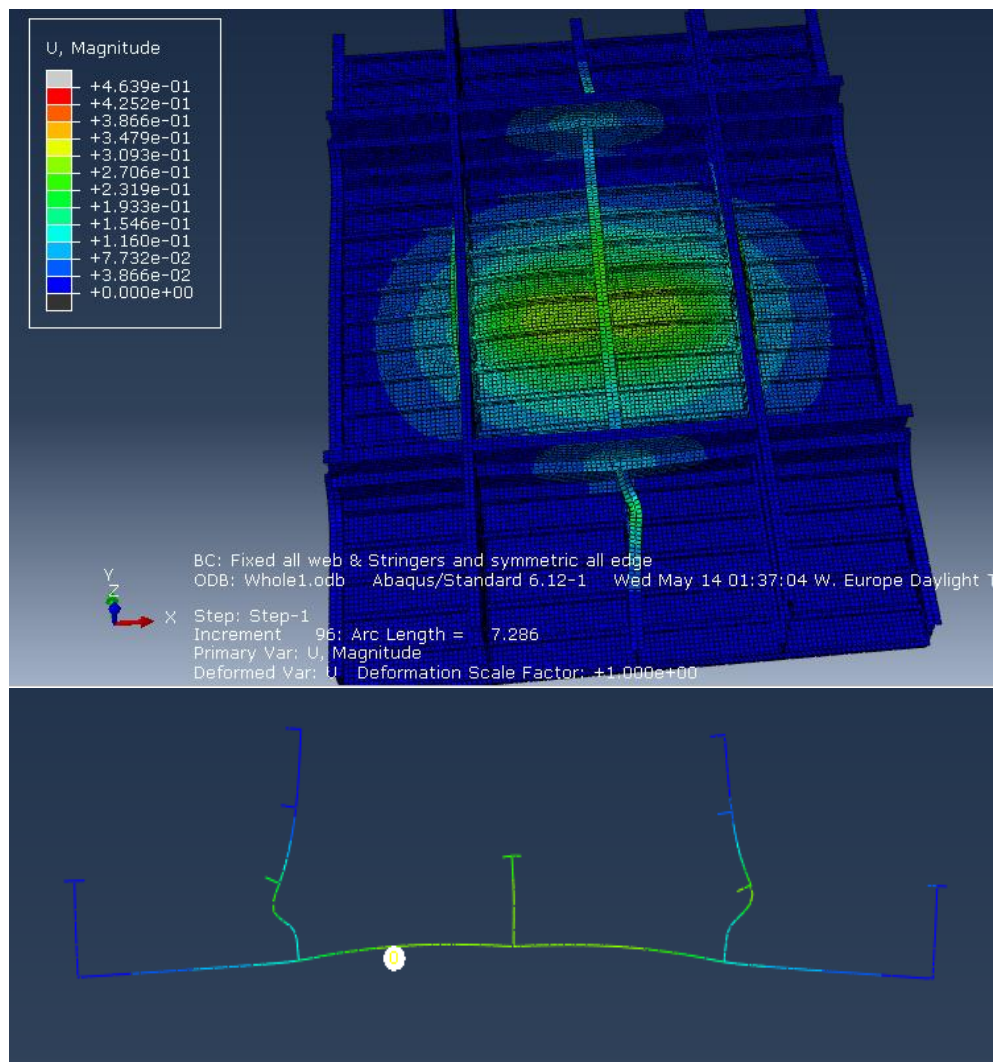 U, Magnitude
+4.639e-01
+4.252e-01
+3.866e-01
+3.479e-01
+3.093e-01
+2.706e-01
+2.319e-01
+1.933e-01
+1.546e-01
+1.160e-01
+7.732e-02
+3.866e-02
+0.000e+00
BC: Fixed all web & Stringers and symmetric all edge
ODB: Whole1.odb Abaqus/Standard 6.12-1 Wed May 14 01:37:04 W. Europe Daylight T
Y
Z
X
Step: Step-1
Increment 96: Arc Length = 7.286
Primary Var: U, Magnitude
Deformed Var: U Deformation Scale Factor: +1.000e+00
0